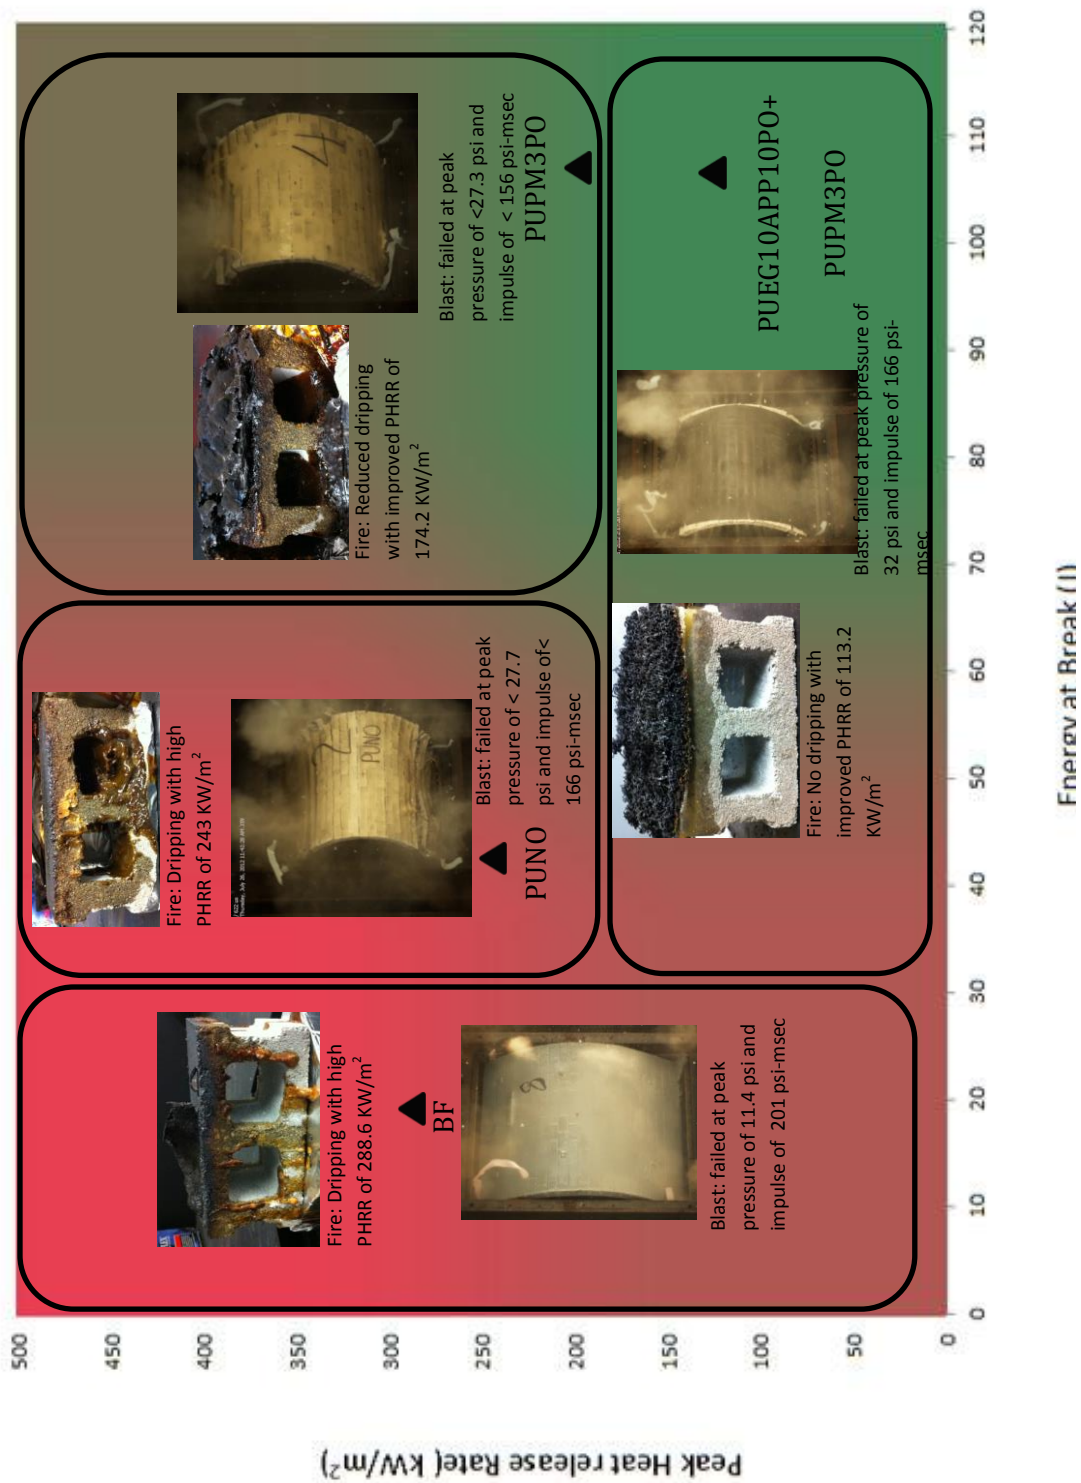 Peak Heat release Rate( kW/m²)
500
450
400
350
300
250
200
150
100
50
0
Fire: Dripping with high
PHRR of 288.6 KW/m²
BF
8
Blast: failed at peak
pressure of 11.4 psi and
impulse of 201 psi-msec
Fire: Dripping with high
PHRR of 243 KW/m²
2
PUNO
Blast: failed at peak
pressure of < 27.7
psi and impulse of<
166 psi-msec
PUNO
Fire: Reduced dripping
with improved PHRR of
174.2 KW/m²
4
Blast: failed at peak
pressure of <27.3 psi and
impulse of < 156 psi-msec
PUPM3PO
Fire: No dripping with
improved PHRR of 113.2
KW/m²
Blast: failed at peak pressure of
32 psi and impulse of 166 psi-
msec
PUEG10APP10PO+
PUPM3PO
0
10
20
30
40
50
60
70
80
90
100
110
120
Energy at Break (J)